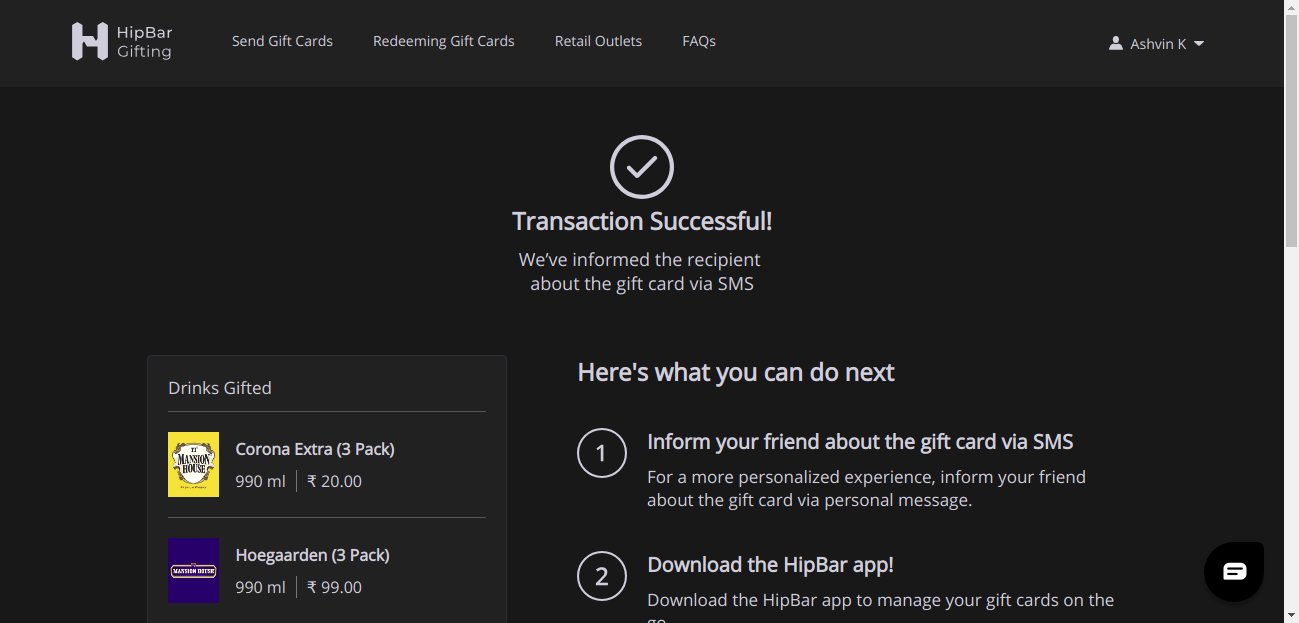 HipBar
Gifting
Send Gift Cards
Redeeming Gift Cards
Retail Outlets
FAQs
Ashvin K
Transaction Successful!
We've informed the recipient
about the gift card via SMS
Drinks Gifted
MANSION
HOUSE
Corona Extra (3 Pack)
990 ml | ₹ 20.00
MANSION HOUSE
Hoegaarden (3 Pack)
990 ml | ₹ 99.00
Here's what you can do next
1
Inform your friend about the gift card via SMS
For a more personalized experience, inform your friend
about the gift card via personal message.
2
Download the HipBar app!
Download the HipBar app to manage your gift cards on the